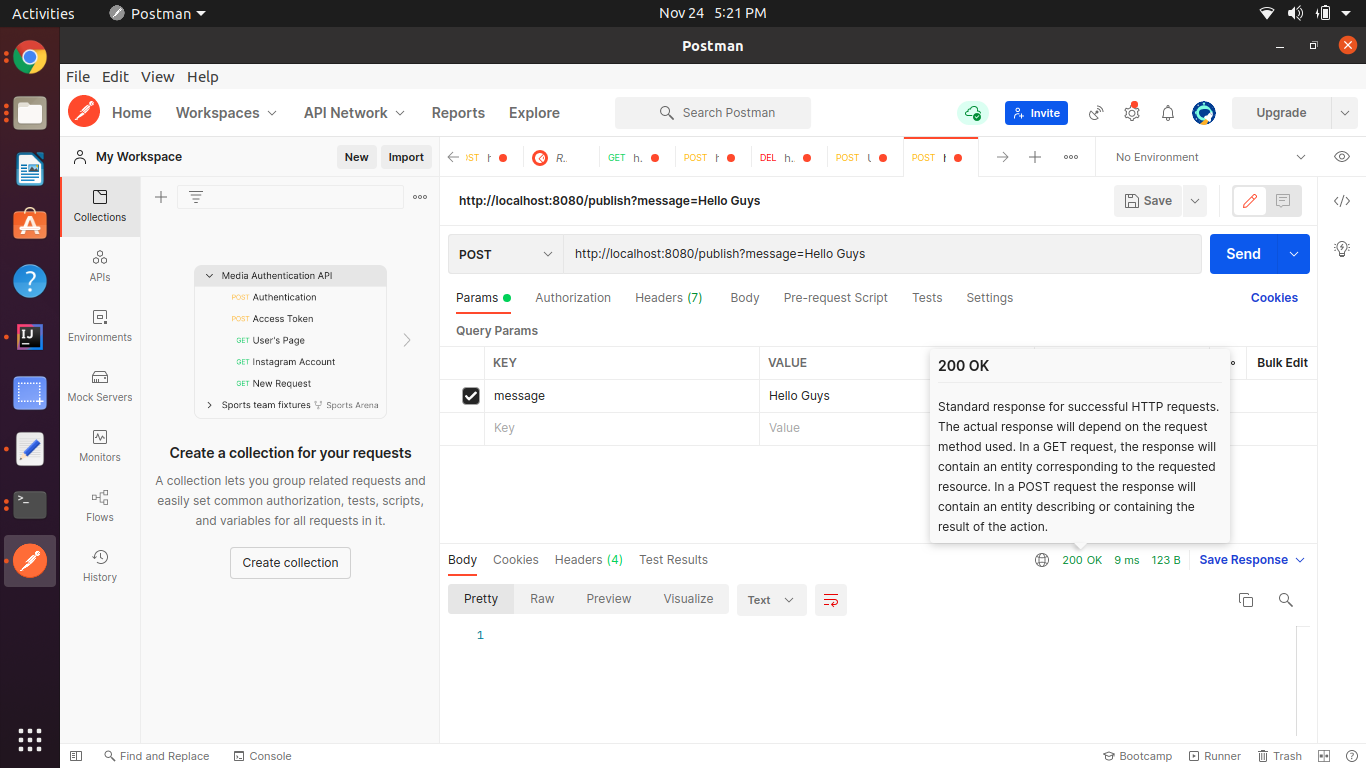 Activities Postman Nov 24 5:21 PM
Postman
File Edit View Help
Home Workspaces API Network Reports Explore Search Postman Invite Upgrade
My Workspace New Import
GET POST DEL POST POST No Environment
Collections
APIs
Environments
Mock Servers
Monitors
Flows
History
Media Authentication API
POST Authentication
POST Access Token
GET User's Page
GET Instagram Account
GET New Request
Sports team fixtures Sports Arena
Create a collection for your requests
A collection lets you group related requests and
easily set common authorization, tests, scripts,
and variables for all requests in it.
Create collection
http://localhost:8080/publish?message=Hello Guys Save
POST http://localhost:8080/publish?message=Hello Guys Send
Params Authorization Headers (7) Body Pre-request Script Tests Settings Cookies
Query Params
KEY VALUE Bulk Edit
message Hello Guys
Key Value
200 OK
Standard response for successful HTTP requests.
The actual response will depend on the request
method used. In a GET request, the response will
contain an entity corresponding to the requested
resource. In a POST request the response will
contain an entity describing or containing the
result of the action.
Body Cookies Headers (4) Test Results 200 OK 9 ms 123 B Save Response
Pretty Raw Preview Visualize Text
1
Find and Replace Console Bootcamp Runner Trash